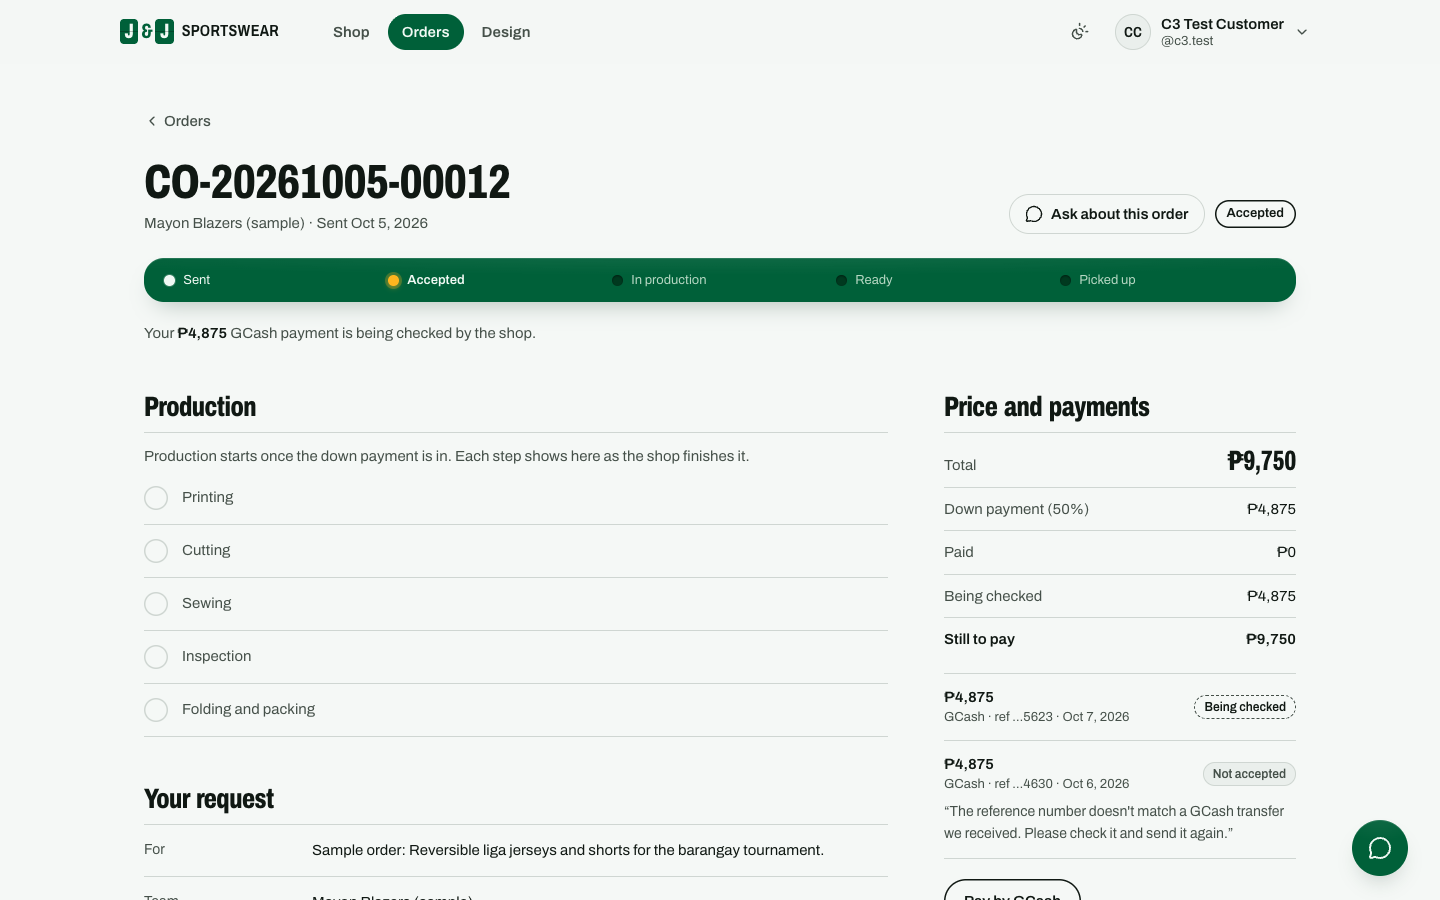 J & J SPORTSWEAR
Shop
Orders
Design
CC
C3 Test Customer
@c3.test
Orders
CO-20261005-00012
Mayon Blazers (sample) · Sent Oct 5, 2026
Ask about this order
Accepted
Sent
Accepted
In production
Ready
Picked up
Your ₱4,875 GCash payment is being checked by the shop.
Production
Production starts once the down payment is in. Each step shows here as the shop finishes it.
Printing
Cutting
Sewing
Inspection
Folding and packing
Your request
For
Sample order: Reversible liga jerseys and shorts for the barangay tournament.
Team
Mayon Blazers (sample)
Price and payments
Total
₱9,750
Down payment (50%)
₱4,875
Paid
₱0
Being checked
₱4,875
Still to pay
₱9,750
₱4,875
GCash · ref …5623 · Oct 7, 2026
Being checked
₱4,875
GCash · ref …4630 · Oct 6, 2026
Not accepted
“The reference number doesn't match a GCash transfer
we received. Please check it and send it again.”
Pay by GCash